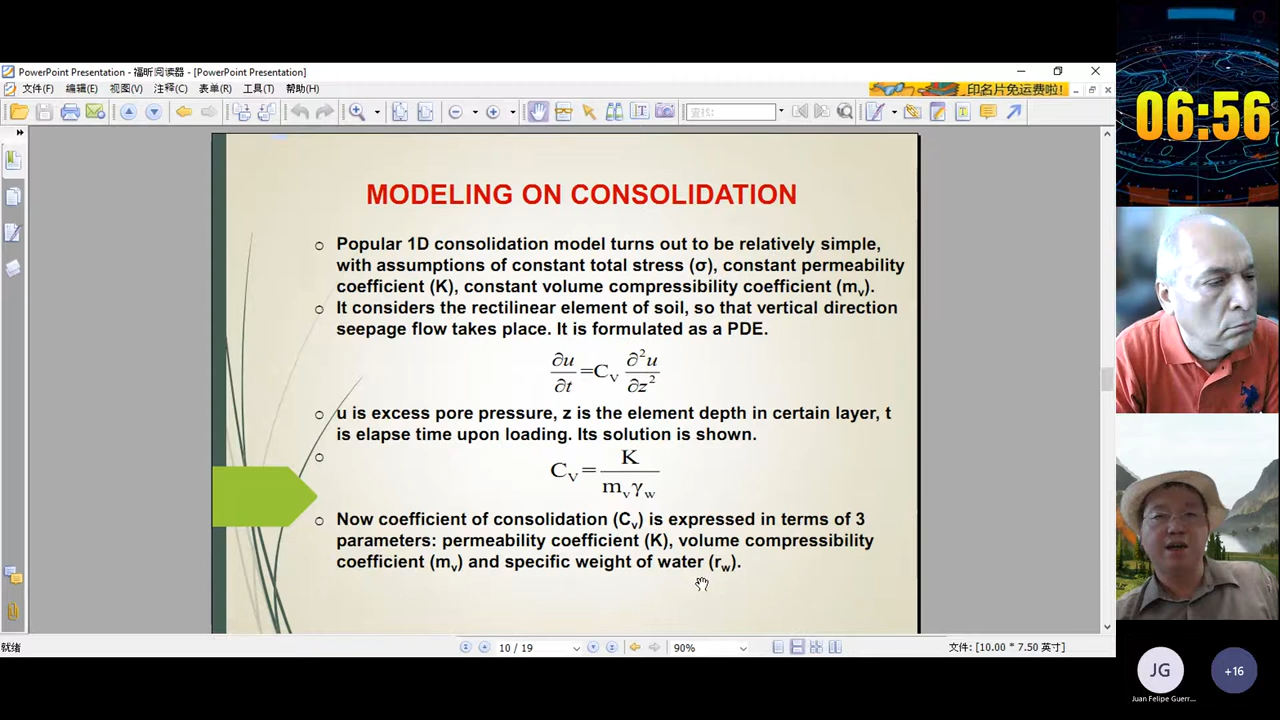 PowerPoint Presentation - 福昕阅读器 - [PowerPoint Presentation]
文件(F) 编辑(E) 视图(V) 注释(C) 表单(R) 工具(T) 帮助(H)
印名片免运费啦!
查找:
MODELING ON CONSOLIDATION
Popular 1D consolidation model turns out to be relatively simple,
with assumptions of constant total stress (σ), constant permeability
coefficient (K), constant volume compressibility coefficient (mv).
It considers the rectilinear element of soil, so that vertical direction
seepage flow takes place. It is formulated as a PDE.
∂u/∂t=CV ∂²u/∂z²
u is excess pore pressure, z is the element depth in certain layer, t
is elapse time upon loading. Its solution is shown.
CV=K/mvγw
Now coefficient of consolidation (Cv) is expressed in terms of 3
parameters: permeability coefficient (K), volume compressibility
coefficient (mv) and specific weight of water (rw).
就绪
10 / 19
90%
文件: [10.00 * 7.50 英寸]
06:56
JG
+16
Juan Felipe Guerr...